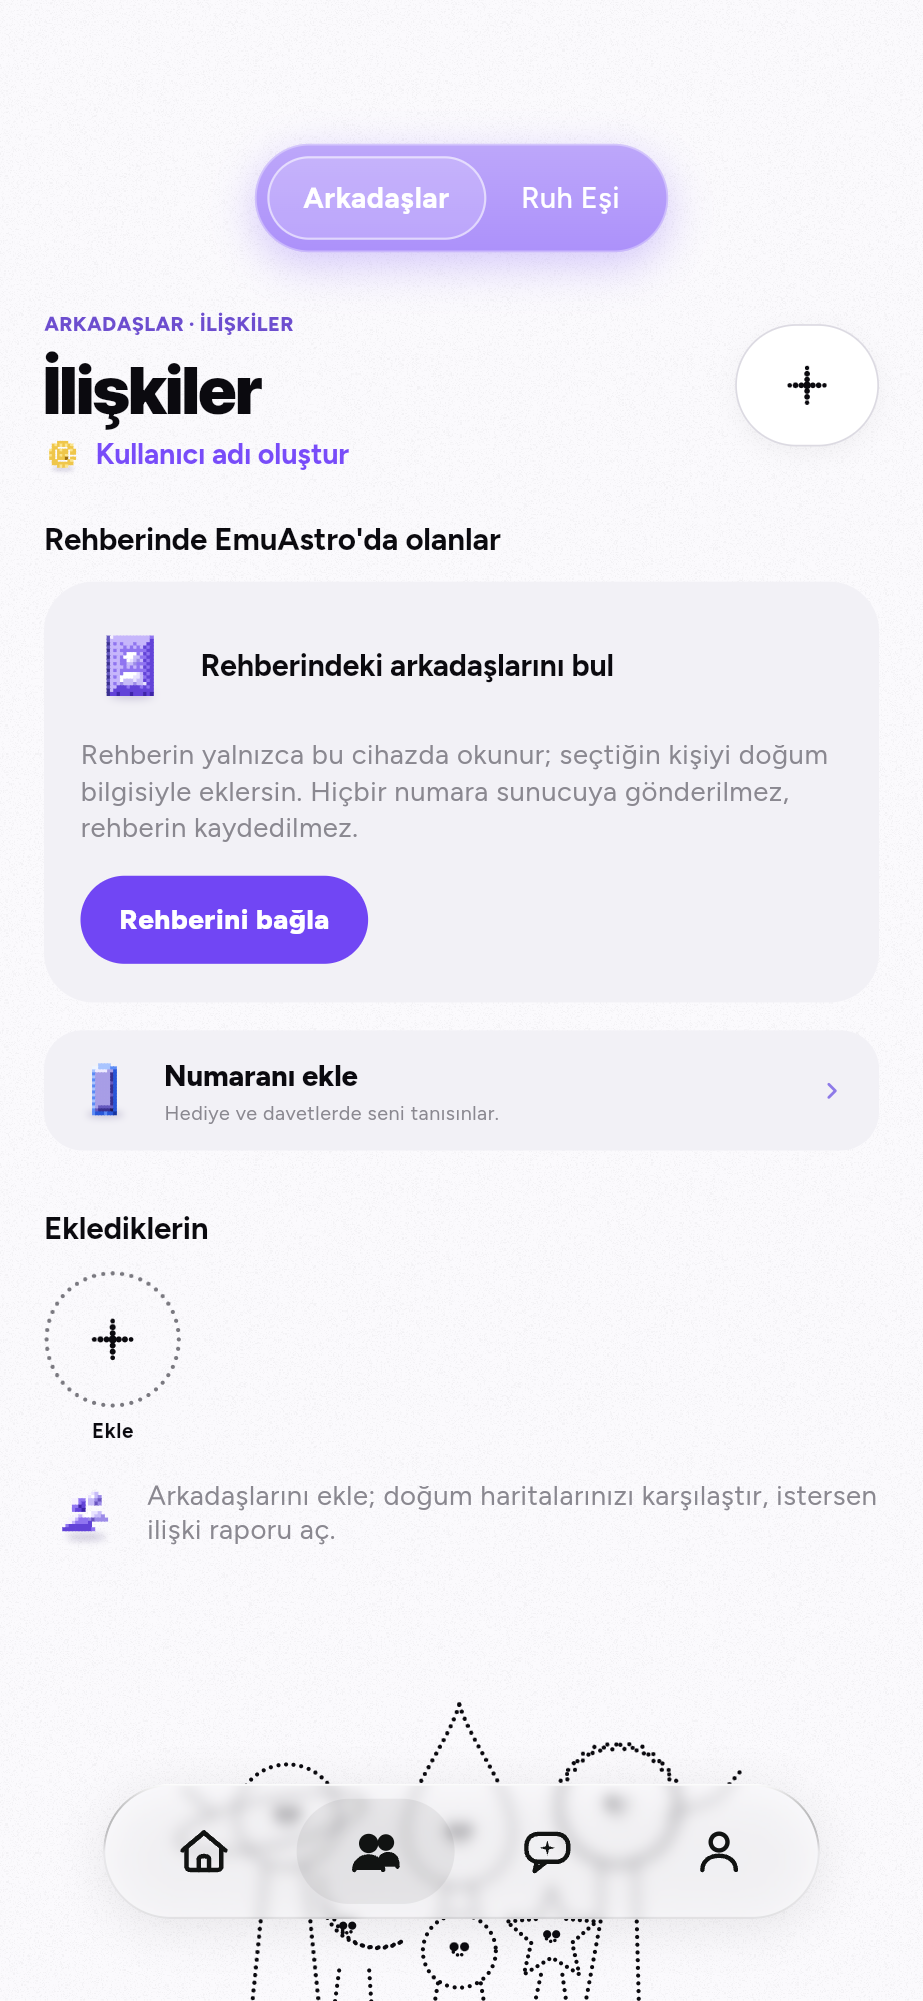 Arkadaşlar Ruh Eşi
ARKADAŞLAR · İLİŞKİLER
İlişkiler
Kullanıcı adı oluştur
Rehberinde EmuAstro'da olanlar
Rehberindeki arkadaşlarını bul
Rehberin yalnızca bu cihazda okunur; seçtiğin kişiyi doğum
bilgisiyle eklersin. Hiçbir numara sunucuya gönderilmez,
rehberin kaydedilmez.
Rehberini bağla
Numaranı ekle
Hediye ve davetlerde seni tanısınlar.
Eklediklerin
Ekle
Arkadaşlarını ekle; doğum haritalarınızı karşılaştır, istersen
ilişki raporu aç.